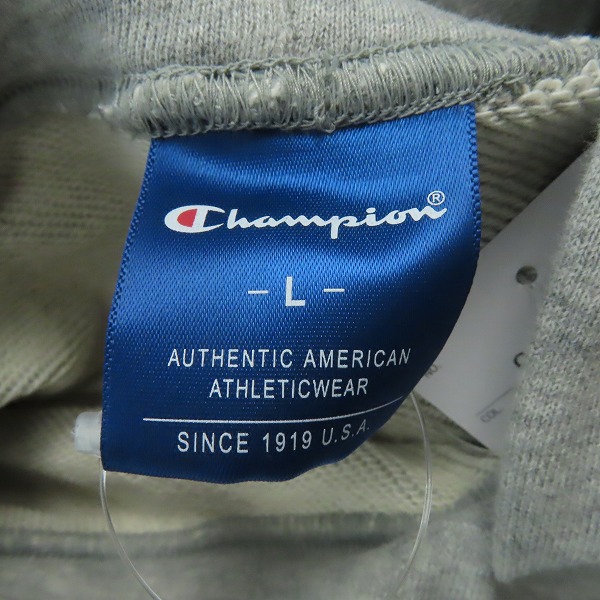 Champion®
- L -
AUTHENTIC AMERICAN
ATHLETICWEAR
SINCE 1919 U.S.A.